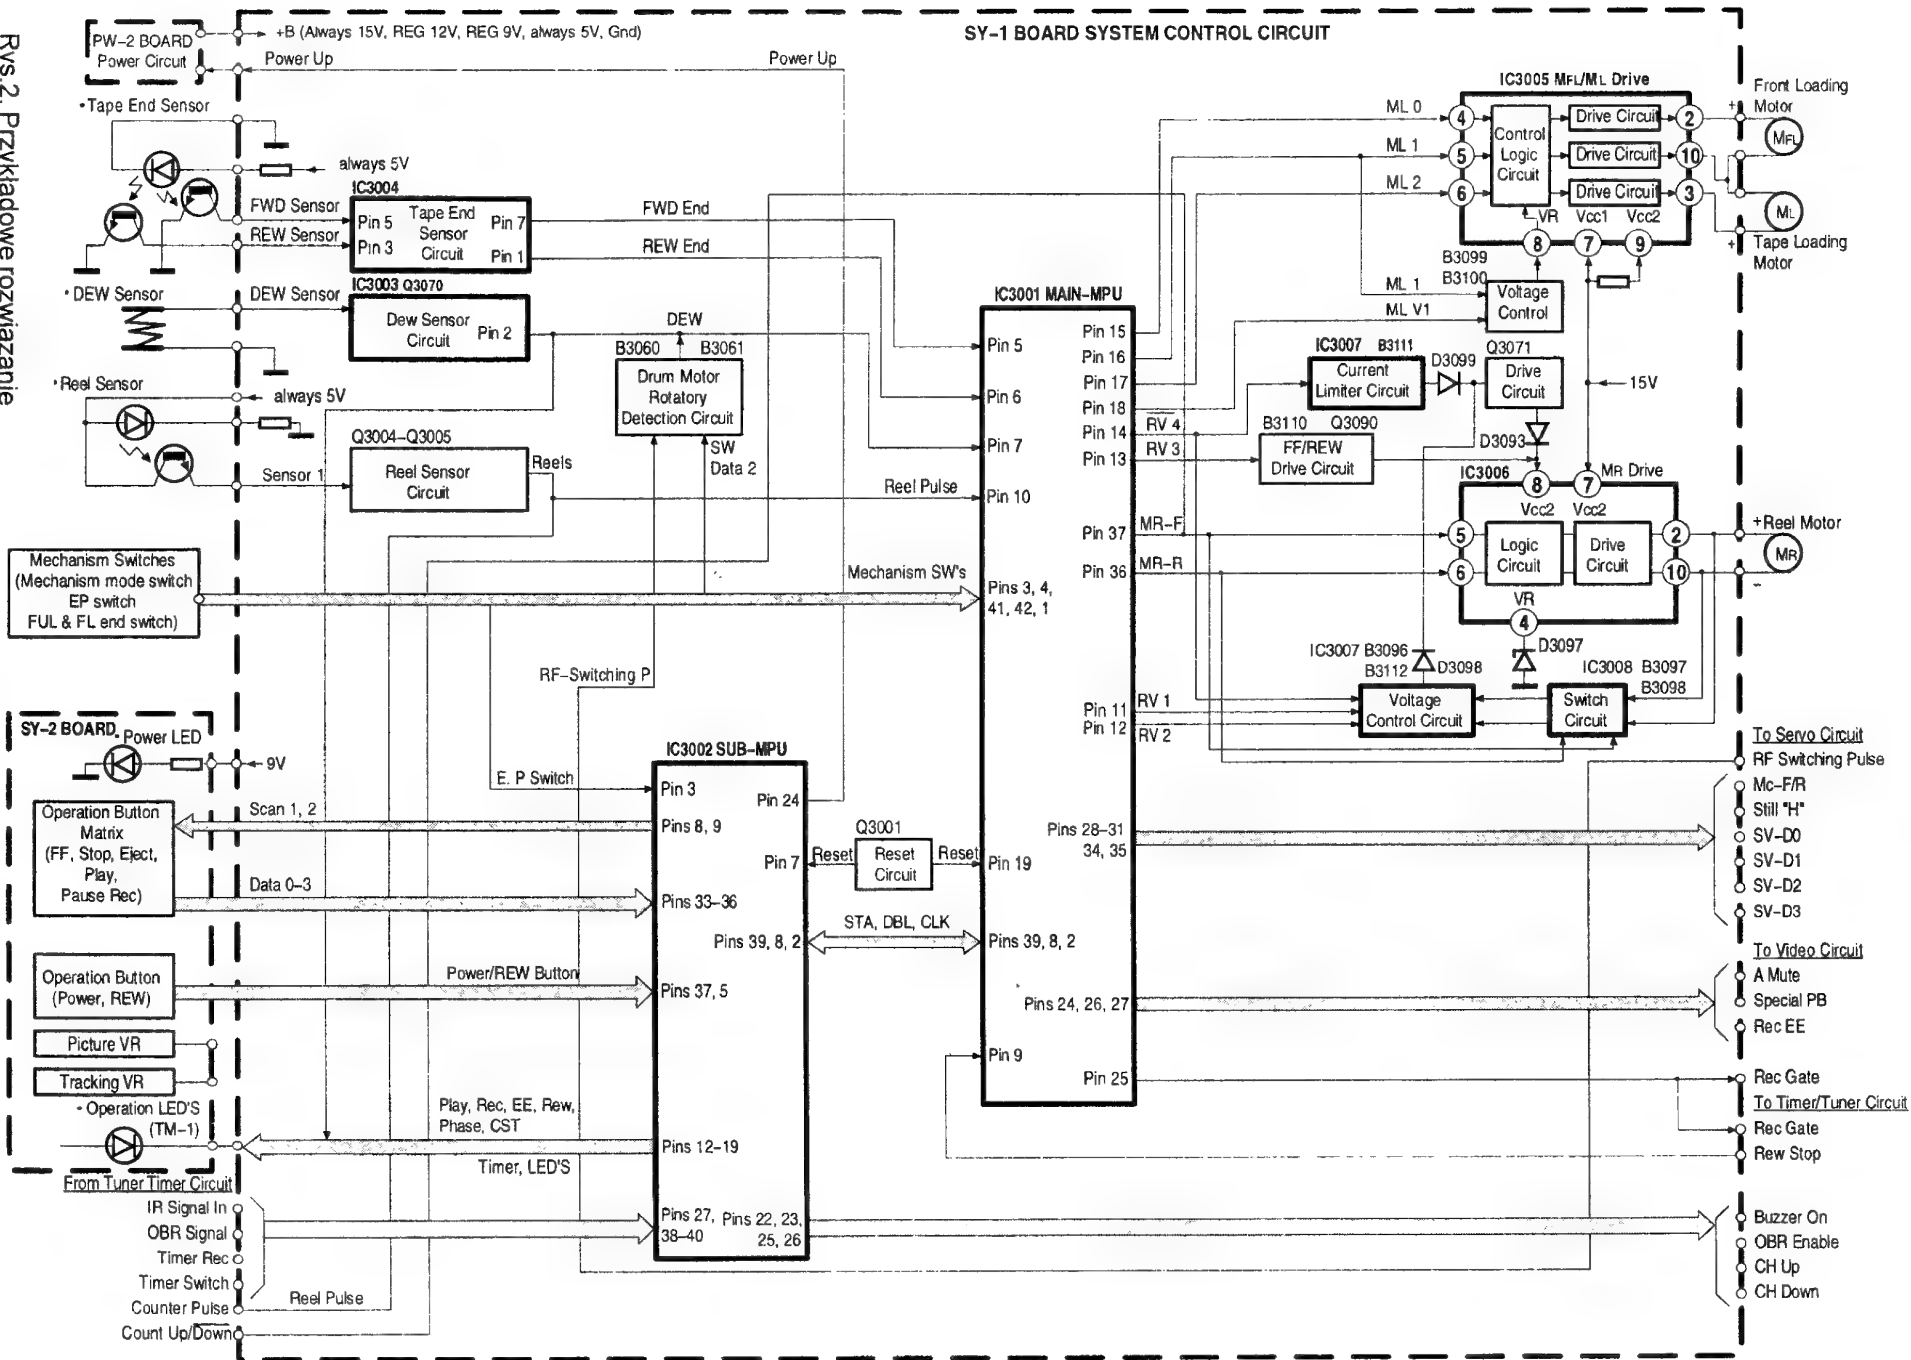 Rys.2. Przykładowe rozwiązanie
SY-1 BOARD SYSTEM CONTROL CIRCUIT
PW-2 BOARD
Power Circuit
+B (Always 15V, REG 12V, REG 9V, always 5V, Gnd)
Power Up
Power Up
Tape End Sensor
always 5V
FWD Sensor
REW Sensor
IC3004
Pin 5
Pin 3
Tape End
Sensor
Circuit
Pin 7
Pin 1
FWD End
REW End
DEW Sensor
DEW Sensor
IC3003 Q3070
Dew Sensor
Circuit
Pin 2
DEW
B3060 B3061
Drum Motor
Rotatory
Detection Circuit
SW
Data 2
Reel Sensor
always 5V
Sensor 1
Q3004-Q3005
Reel Sensor
Circuit
Reels
Reel Pulse
Mechanism Switches
(Mechanism mode switch
EP switch
FUL & FL end switch)
Mechanism SW's
RF-Switching P
E. P Switch
IC3001 MAIN-MPU
Pin 5
Pin 6
Pin 7
Pin 10
Pins 3, 4,
41, 42, 1
Pin 19
Pins 39, 8, 2
Pin 9
Pin 15
Pin 16
Pin 17
Pin 18
Pin 14
Pin 13
Pin 37
Pin 36
Pin 11
Pin 12
Pins 28-31
34, 35
Pins 24, 26, 27
Pin 25
ML 0
ML 1
ML 2
ML 1
ML V1
RV 4
RV 3
MR-F
MR-R
RV 1
RV 2
IC3005 MFL/ML Drive
4
5
6
Control
Logic
Circuit
Drive Circuit
Drive Circuit
Drive Circuit
2
10
3
VR Vcc1 Vcc2
8
7
9
Front Loading
Motor
+
MFL
ML
+
Tape Loading
Motor
B3099
B3100
Voltage
Control
IC3007 B3111
Current
Limiter Circuit
D3099
Q3071
Drive
Circuit
15V
B3110 Q3090
FF/REW
Drive Circuit
D3093
IC3006
MR Drive
8
7
Vcc2 Vcc2
5
6
Logic
Circuit
Drive
Circuit
2
10
VR
4
+Reel Motor
MR
-
D3097
IC3007 B3096
B3112
D3098
Voltage
Control Circuit
IC3008 B3097
B3098
Switch
Circuit
SY-2 BOARD
Power LED
9V
Operation Button
Matrix
(FF, Stop, Eject,
Play,
Pause Rec)
Scan 1, 2
Data 0-3
Operation Button
(Power, REW)
Power/REW Button
Picture VR
Tracking VR
Operation LED'S
(TM-1)
Play, Rec, EE, Rew,
Phase, CST
Timer, LED'S
IC3002 SUB-MPU
Pin 3
Pins 8, 9
Pins 33-36
Pins 37, 5
Pins 12-19
Pins 27,
38-40
Pin 24
Pin 7
Pins 39, 8, 2
Pins 22, 23,
25, 26
Q3001
Reset
Reset
Circuit
Reset
STA, DBL, CLK
From Tuner Timer Circuit
IR Signal In
OBR Signal
Timer Rec
Timer Switch
Counter Pulse
Count Up/Down
Reel Pulse
To Servo Circuit
RF Switching Pulse
Mc-F/R
Still "H"
SV-D0
SV-D1
SV-D2
SV-D3
To Video Circuit
A Mute
Special PB
Rec EE
Rec Gate
To Timer/Tuner Circuit
Rec Gate
Rew Stop
Buzzer On
OBR Enable
CH Up
CH Down